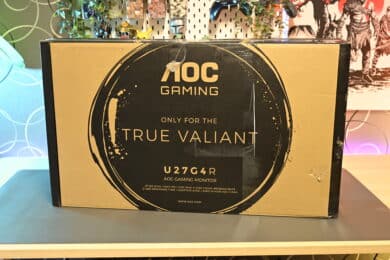 AOC
GAMING
ONLY FOR THE
TRUE VALIANT
U27G4R
AOC GAMING MONITOR